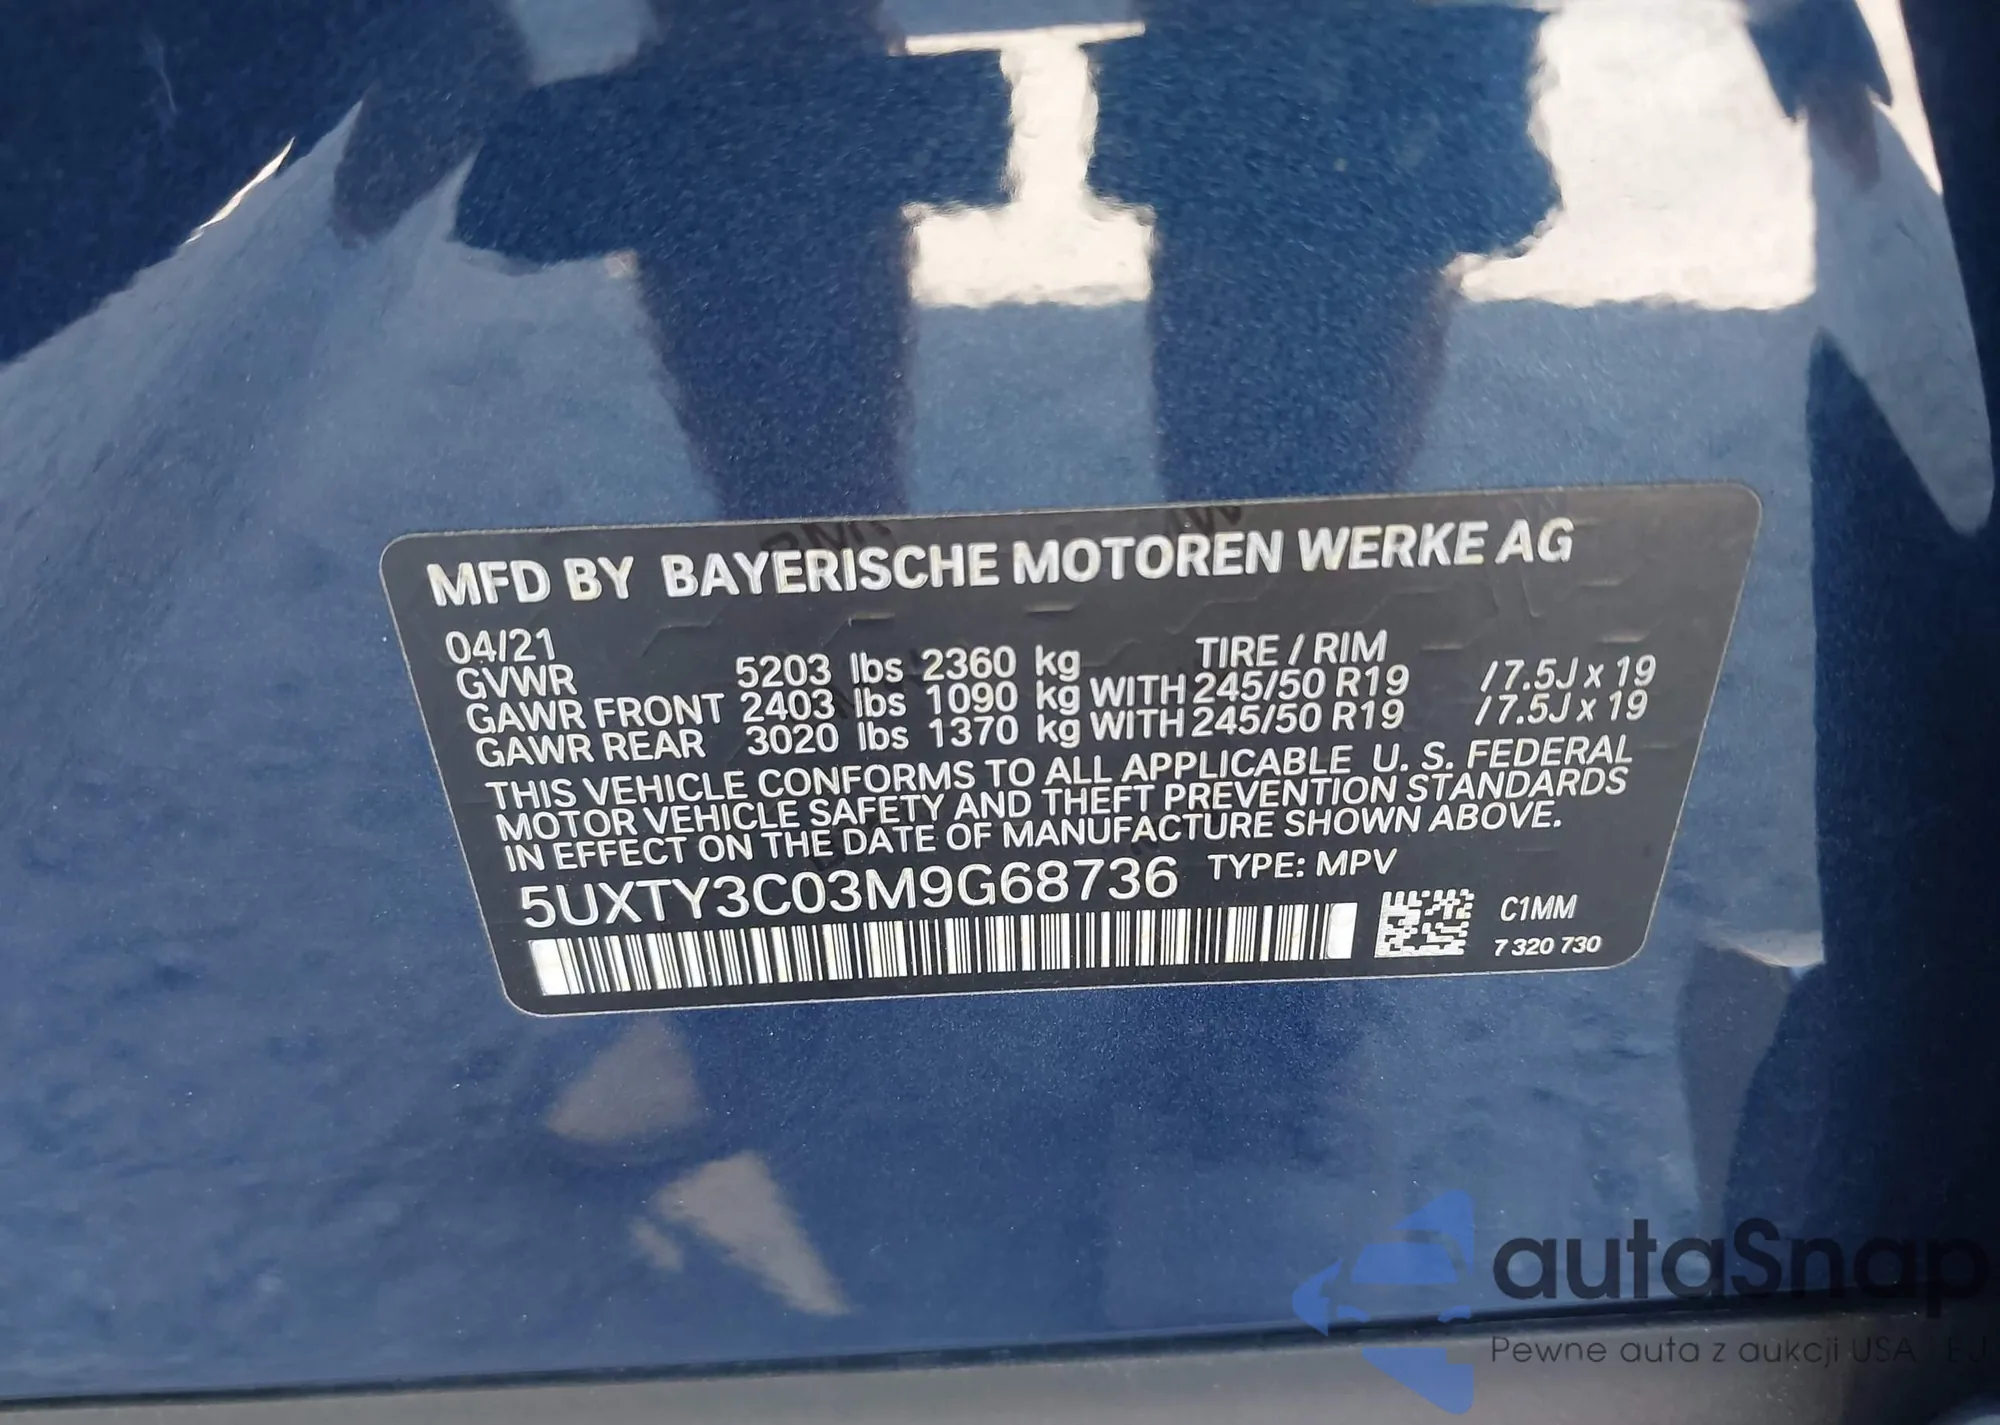 MFD BY BAYERISCHE MOTOREN WERKE AG
04/21 TIRE / RIM
GVWR 5203 lbs 2360 kg
GAWR FRONT 2403 lbs 1090 kg WITH 245/50 R19 / 7.5J x 19
GAWR REAR 3020 lbs 1370 kg WITH 245/50 R19 / 7.5J x 19
THIS VEHICLE CONFORMS TO ALL APPLICABLE U. S. FEDERAL
MOTOR VEHICLE SAFETY AND THEFT PREVENTION STANDARDS
IN EFFECT ON THE DATE OF MANUFACTURE SHOWN ABOVE.
5UXTY3C03M9G68736 TYPE: MPV
C1MM
7 320 730
autaSnap
Pewne auta z aukcji USA